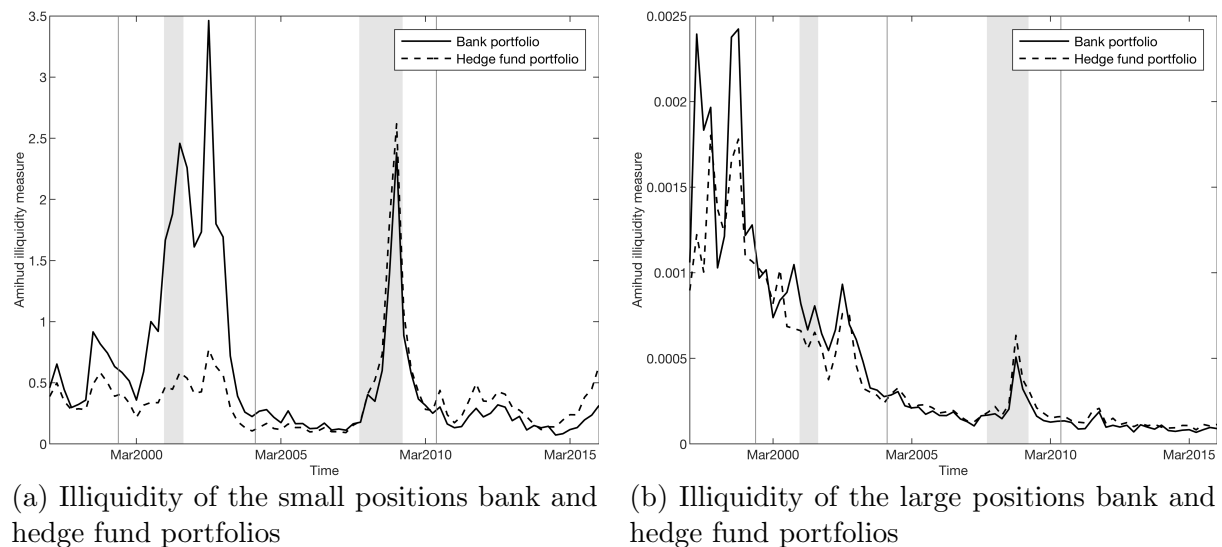 3.5
3
2.5
2
1.5
1
0.5
0
Amihud illiquidity measure
Bank portfolio
Hedge fund portfolio
Mar2000
Mar2005
Mar2010
Mar2015
Time
(a) Illiquidity of the small positions bank and
hedge fund portfolios
0.0025
0.002
0.0015
0.001
0.0005
0
Amihud illiquidity measure
Bank portfolio
Hedge fund portfolio
Mar2000
Mar2005
Mar2010
Mar2015
Time
(b) Illiquidity of the large positions bank and
hedge fund portfolios